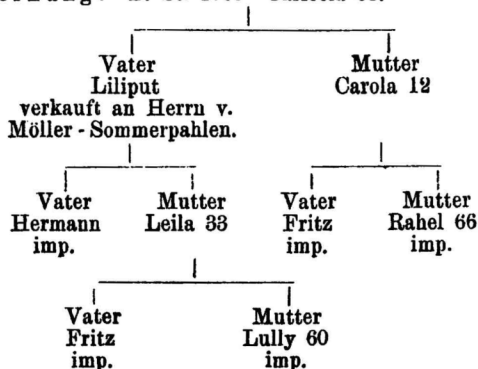 Vater Mutter
Liliput Carola 12
verkauft an Herrn v.
Möller - Sommerpahlen.
Vater Mutter Vater Mutter
Hermann Leila 33 Fritz Rahel 66
imp. imp. imp.
Vater Mutter
Fritz Lully 60
imp. imp.